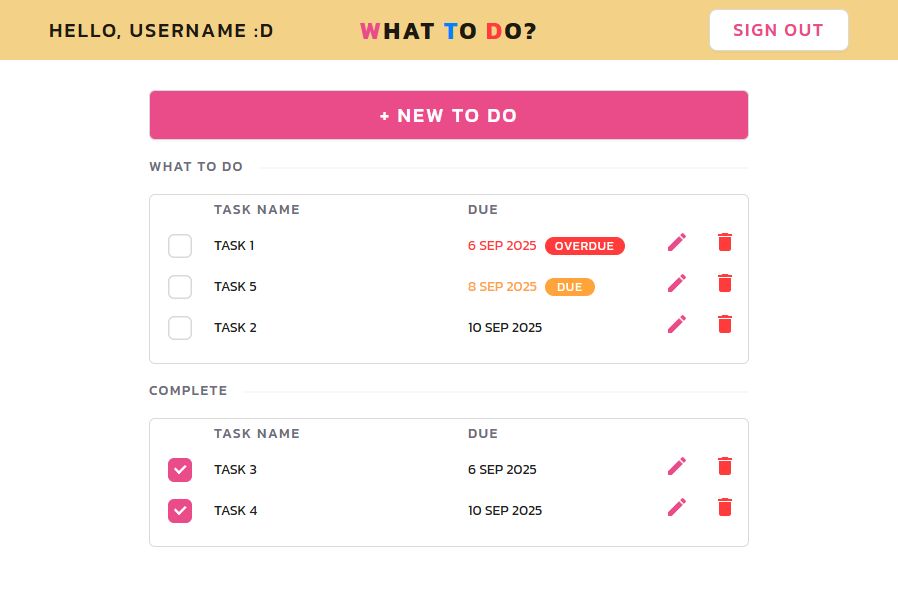 HELLO, USERNAME :D WHAT TO DO? SIGN OUT
+ NEW TO DO
WHAT TO DO
TASK NAME DUE
TASK 1 6 SEP 2025 OVERDUE
TASK 5 8 SEP 2025 DUE
TASK 2 10 SEP 2025
COMPLETE
TASK NAME DUE
TASK 3 6 SEP 2025
TASK 4 10 SEP 2025